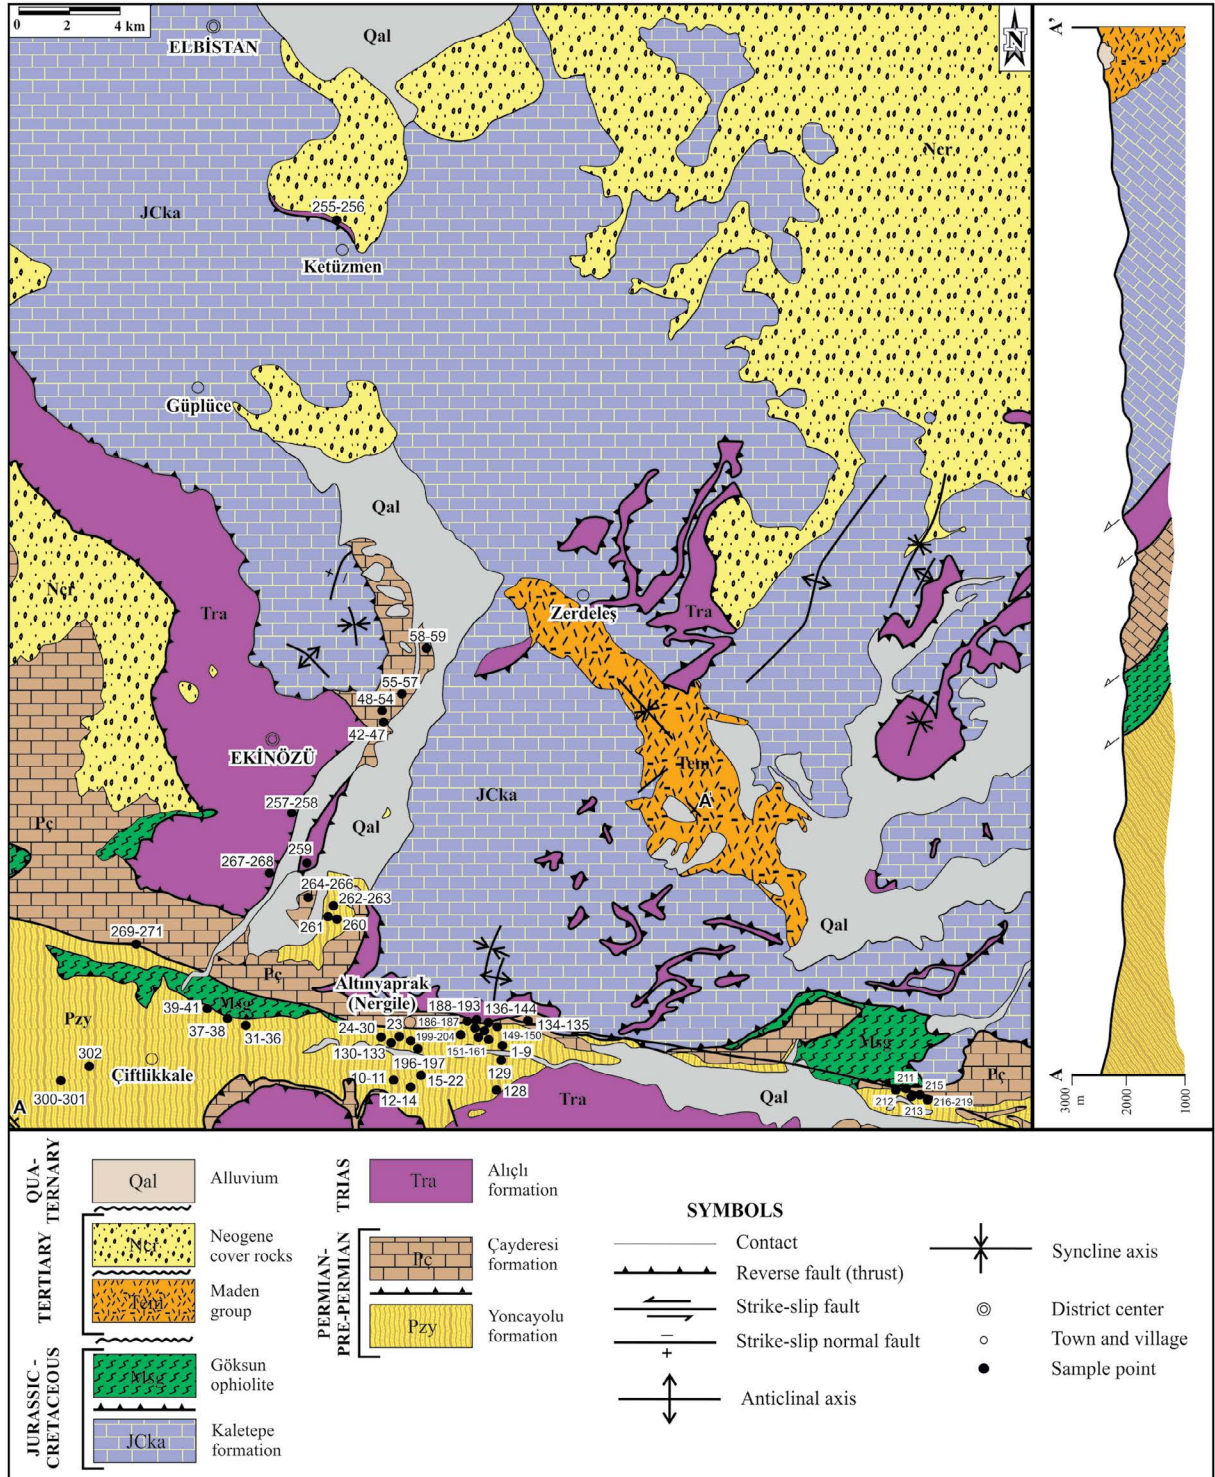 0 4 km
2
ELBİSTAN
Qal
N
A'
Ncr
JCka
255-256
Ketüzmen
Güplüce
Qal
Ncr
Tra
Zerdeleş
Tra
58-59
55-57
48-54
42-47
EKİNÖZÜ
Tem
A'
JCka
257-258
Qal
Pç
259
267-268
264-266
262-263
261
260
Qal
269-271
Pç
Altınyaprak
(Nergile)
39-41
Msg
188-193
136-144
Pzy
37-38
31-36
24-30
23
186-187
134-135
199-204
149-150
Msg
302
130-133
151-161
1-9
Çiftlikkale
196-197
129
211
215
Pç
300-301
10-11
15-22
128
212
216-219
12-14
213
A
Tra
Qal
A
3000
m
2000
1000
QUA-
TERNARY
Qal
Alluvium
TERTIARY
Ncr
Neogene
cover rocks
Tem
Maden
group
JURASSIC -
CRETACEOUS
Msg
Göksun
ophiolite
JCka
Kaletepe
formation
TRIAS
Tra
Alıçlı
formation
PERMIAN-
PRE-PERMIAN
Pç
Çayderesi
formation
Pzy
Yoncayolu
formation
SYMBOLS
Contact
Reverse fault (thrust)
Strike-slip fault
Strike-slip normal fault
Anticlinal axis
Syncline axis
District center
Town and village
Sample point